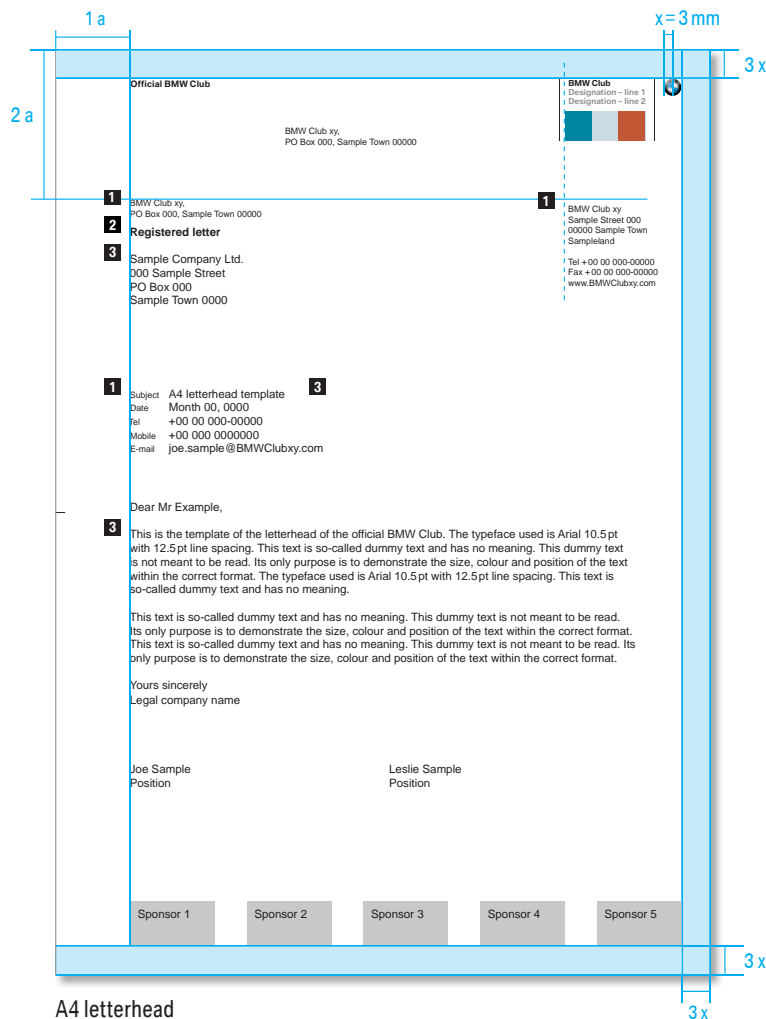 1 a
x = 3 mm
3 x
2 a
Official BMW Club
BMW Club
Designation – line 1
Designation – line 2
BMW Club xy,
PO Box 000, Sample Town 00000
1
BMW Club xy,
PO Box 000, Sample Town 00000
2
Registered letter
3
Sample Company Ltd.
000 Sample Street
PO Box 000
Sample Town 0000
1
BMW Club xy
Sample Street 000
00000 Sample Town
Sampleland
Tel +00 00 000-00000
Fax +00 00 000-00000
www.BMWClubxy.com
1
Subject A4 letterhead template
3
Date Month 00, 0000
Tel +00 00 000-00000
Mobile +00 000 0000000
E-mail joe.sample@BMWClubxy.com
Dear Mr Example,
3
This is the template of the letterhead of the official BMW Club. The typeface used is Arial 10.5 pt
with 12.5 pt line spacing. This text is so-called dummy text and has no meaning. This dummy text
is not meant to be read. Its only purpose is to demonstrate the size, colour and position of the text
within the correct format. The typeface used is Arial 10.5 pt with 12.5 pt line spacing. This text is
so-called dummy text and has no meaning.
This text is so-called dummy text and has no meaning. This dummy text is not meant to be read.
Its only purpose is to demonstrate the size, colour and position of the text within the correct format.
This text is so-called dummy text and has no meaning. This dummy text is not meant to be read. Its
only purpose is to demonstrate the size, colour and position of the text within the correct format.
Yours sincerely
Legal company name
Joe Sample Leslie Sample
Position Position
Sponsor 1 Sponsor 2 Sponsor 3 Sponsor 4 Sponsor 5
3 x
A4 letterhead
3 x